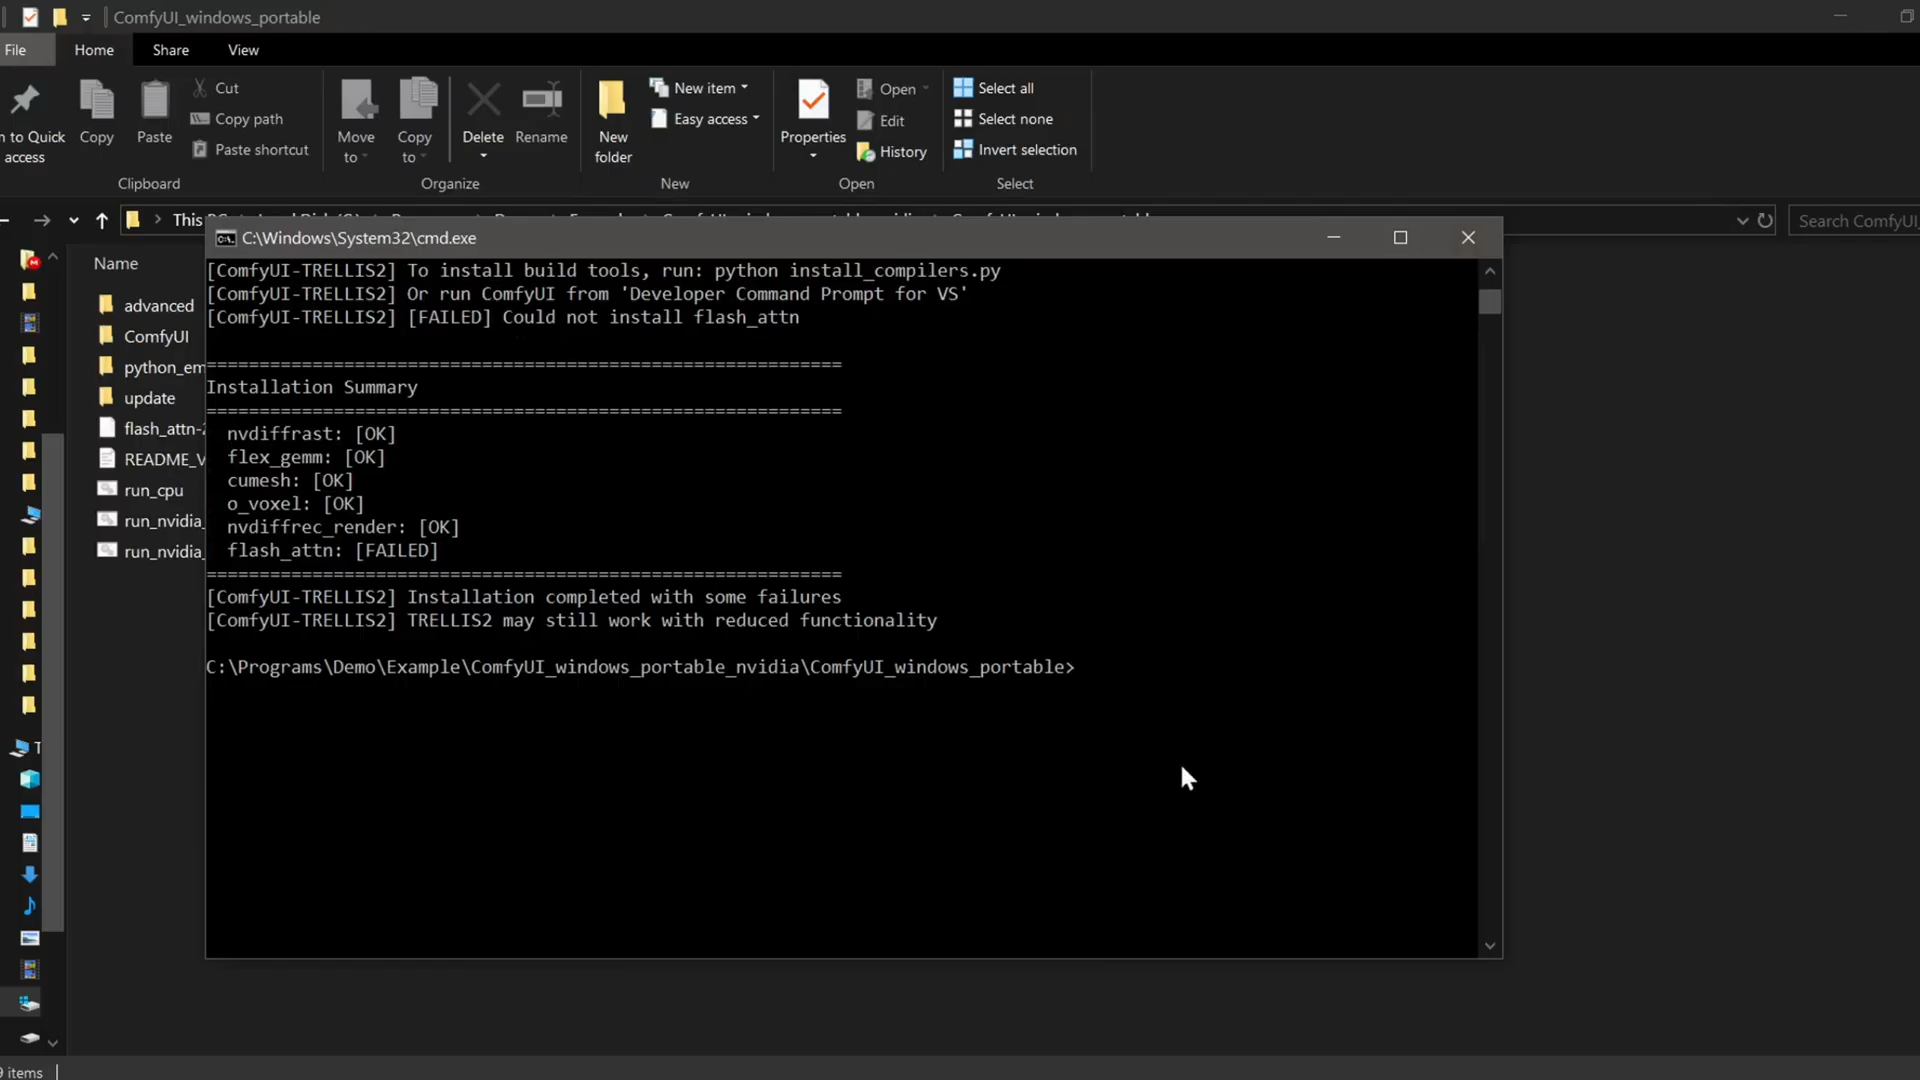 ComfyUI_windows_portable
File
Home
Share
View
n to Quick
access
Copy
Paste
Cut
Copy path
Paste shortcut
Move
to
Copy
to
Delete
Rename
New
folder
New item
Easy access
Properties
Open
Edit
History
Select all
Select none
Invert selection
Clipboard
Organize
New
Open
Select
This
Search ComfyUI_
Name
advanced
ComfyUI
python_em
update
flash_attn-2
README_V
run_cpu
run_nvidia_
run_nvidia_
T
C:\Windows\System32\cmd.exe
[ComfyUI-TRELLIS2] To install build tools, run: python install_compilers.py
[ComfyUI-TRELLIS2] Or run ComfyUI from 'Developer Command Prompt for VS'
[ComfyUI-TRELLIS2] [FAILED] Could not install flash_attn
============================================================
Installation Summary
============================================================
nvdiffrast: [OK]
flex_gemm: [OK]
cumesh: [OK]
o_voxel: [OK]
nvdiffrec_render: [OK]
flash_attn: [FAILED]
============================================================
[ComfyUI-TRELLIS2] Installation completed with some failures
[ComfyUI-TRELLIS2] TRELLIS2 may still work with reduced functionality
C:\Programs\Demo\Example\ComfyUI_windows_portable_nvidia\ComfyUI_windows_portable>
9 items